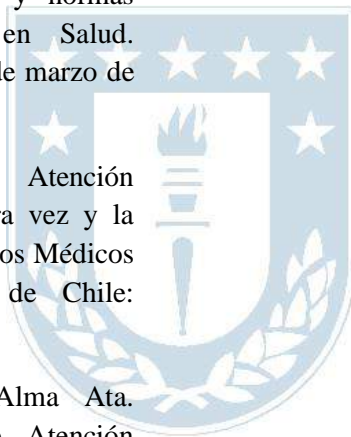 y normas
en Salud.
de marzo de
Atención
a vez y la
os Médicos
de Chile:
Alma Ata.
Atención